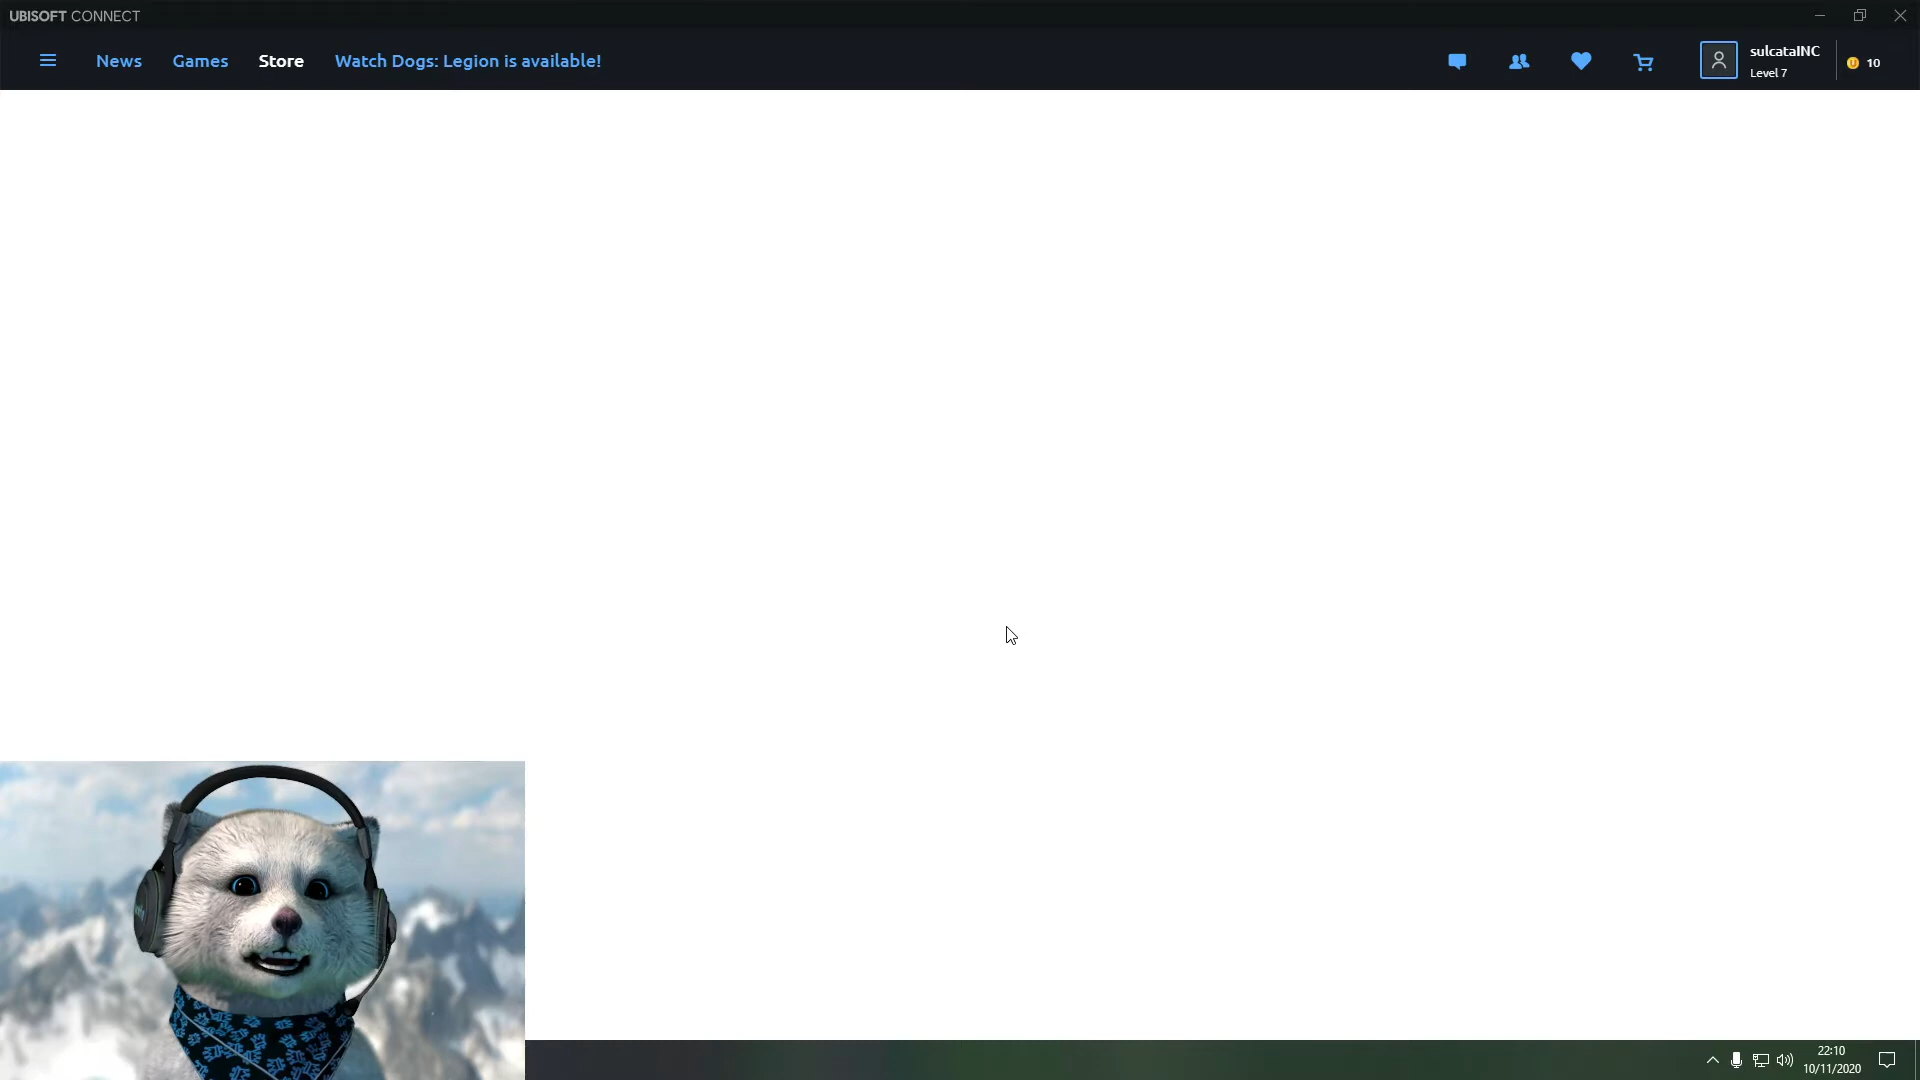 UBISOFT CONNECT
News Games Store Watch Dogs: Legion is available!
sulcataINC
Level 7
10
22:10
10/11/2020